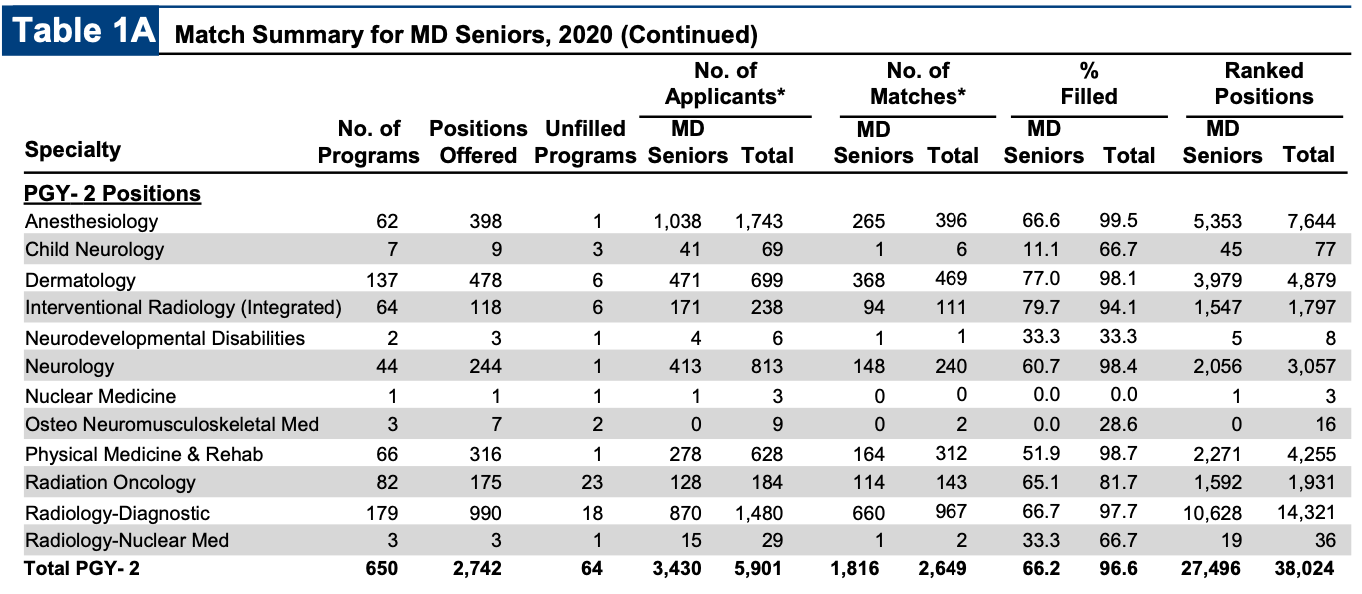 Table 1A Match Summary for MD Seniors, 2020 (Continued)
No. of No. of % Ranked
Applicants* Matches* Filled Positions
No. of Positions Unfilled MD MD MD MD
Specialty Programs Offered Programs Seniors Total Seniors Total Seniors Total Seniors Total
PGY- 2 Positions
Anesthesiology 62 398 1 1,038 1,743 265 396 66.6 99.5 5,353 7,644
Child Neurology 7 9 3 41 69 1 6 11.1 66.7 45 77
Dermatology 137 478 6 471 699 368 469 77.0 98.1 3,979 4,879
Interventional Radiology (Integrated) 64 118 6 171 238 94 111 79.7 94.1 1,547 1,797
Neurodevelopmental Disabilities 2 3 1 4 6 1 1 33.3 33.3 5 8
Neurology 44 244 1 413 813 148 240 60.7 98.4 2,056 3,057
Nuclear Medicine 1 1 1 1 3 0 0 0.0 0.0 1 3
Osteo Neuromusculoskeletal Med 3 7 2 0 9 0 2 0.0 28.6 0 16
Physical Medicine & Rehab 66 316 1 278 628 164 312 51.9 98.7 2,271 4,255
Radiation Oncology 82 175 23 128 184 114 143 65.1 81.7 1,592 1,931
Radiology-Diagnostic 179 990 18 870 1,480 660 967 66.7 97.7 10,628 14,321
Radiology-Nuclear Med 3 3 1 15 29 1 2 33.3 66.7 19 36
Total PGY- 2 650 2,742 64 3,430 5,901 1,816 2,649 66.2 96.6 27,496 38,024